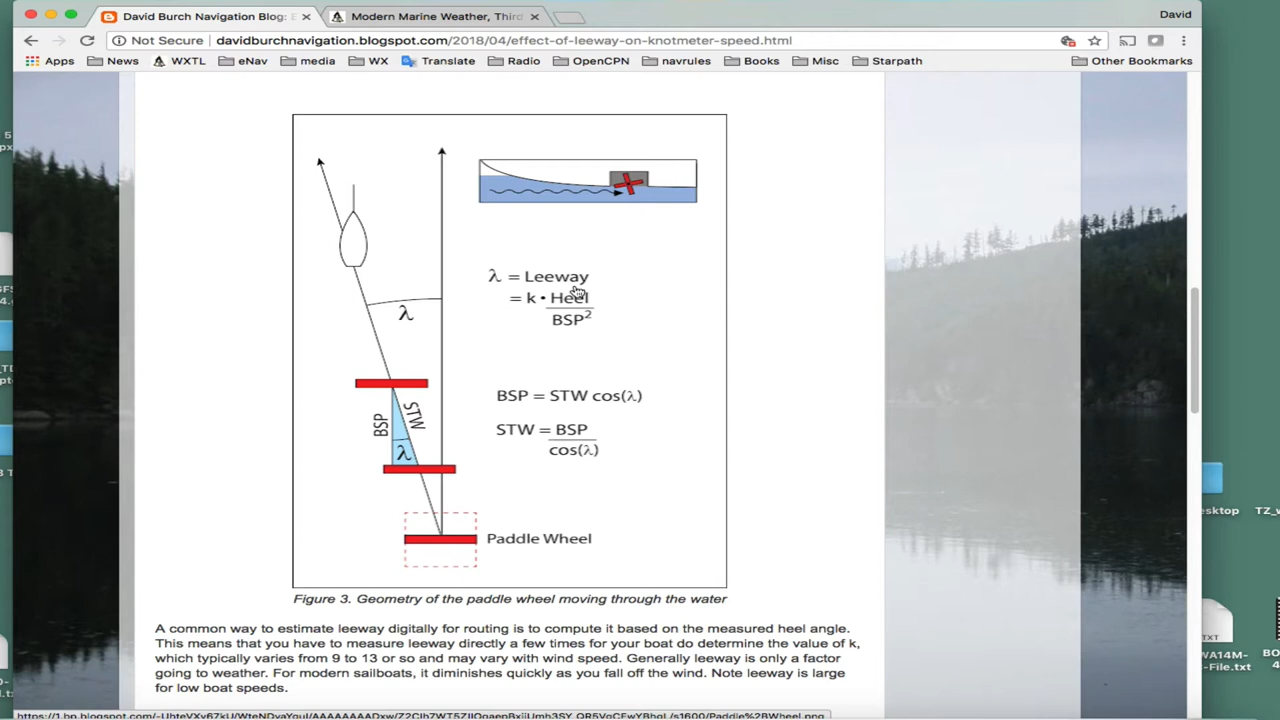 David Burch Navigation Blog: E
Modern Marine Weather, Third
David
Not Secure
davidburchnavigation.blogspot.com/2018/04/effect-of-leeway-on-knotmeter-speed.html
Apps
News
WXTL
eNav
media
WX
Translate
Radio
OpenCPN
navrules
Books
Misc
Starpath
Other Bookmarks
λ = Leeway
= k • Heel
BSP2
λ
BSP = STW cos(λ)
BSP
STW
λ
STW = BSP
cos(λ)
Paddle Wheel
Figure 3. Geometry of the paddle wheel moving through the water
A common way to estimate leeway digitally for routing is to compute it based on the measured heel angle.
This means that you have to measure leeway directly a few times for your boat do determine the value of k,
which typically varies from 9 to 13 or so and may vary with wind speed. Generally leeway is only a factor
going to weather. For modern sailboats, it diminishes quickly as you fall off the wind. Note leeway is large
for low boat speeds.
esktop
TZ_w
TXT
WA14M-
-File.txt
BO